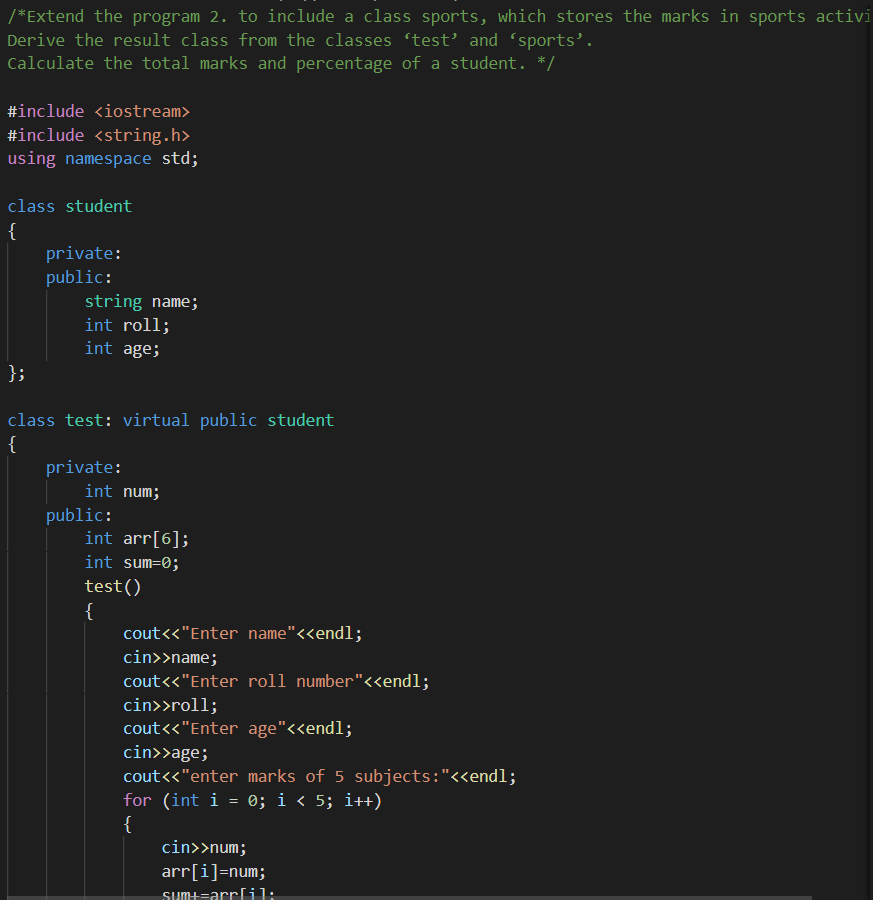 /*Extend the program 2. to include a class sports, which stores the marks in sports activi
Derive the result class from the classes ‘test’ and ‘sports’.
Calculate the total marks and percentage of a student. */
#include <iostream>
#include <string.h>
using namespace std;
class student
{
    private:
    public:
        string name;
        int roll;
        int age;
};
class test: virtual public student
{
    private:
        int num;
    public:
        int arr[6];
        int sum=0;
        test()
        {
            cout<<"Enter name"<<endl;
            cin>>name;
            cout<<"Enter roll number"<<endl;
            cin>>roll;
            cout<<"Enter age"<<endl;
            cin>>age;
            cout<<"enter marks of 5 subjects:"<<endl;
            for (int i = 0; i < 5; i++)
            {
                cin>>num;
                arr[i]=num;
                sum+=arr[i];